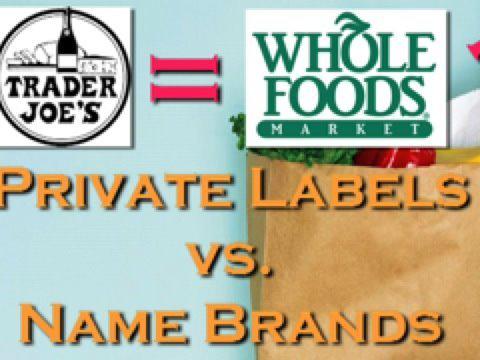 TRADER
JOE'S
=
WHOLE
FOODS
MARKET
PRIVATE LABELS
VS.
NAME BRANDS